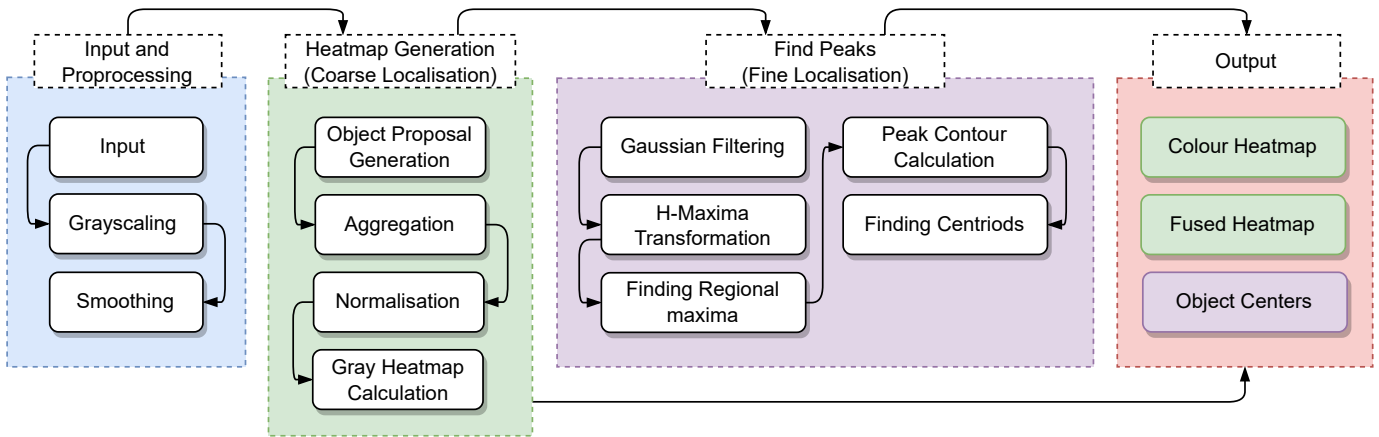 Input and
Proprocessing
Input
Grayscaling
Smoothing
Heatmap Generation
(Coarse Localisation)
Object Proposal
Generation
Aggregation
Normalisation
Gray Heatmap
Calculation
Find Peaks
(Fine Localisation)
Gaussian Filtering
H-Maxima
Transformation
Finding Regional
maxima
Peak Contour
Calculation
Finding Centriods
Output
Colour Heatmap
Fused Heatmap
Object Centers